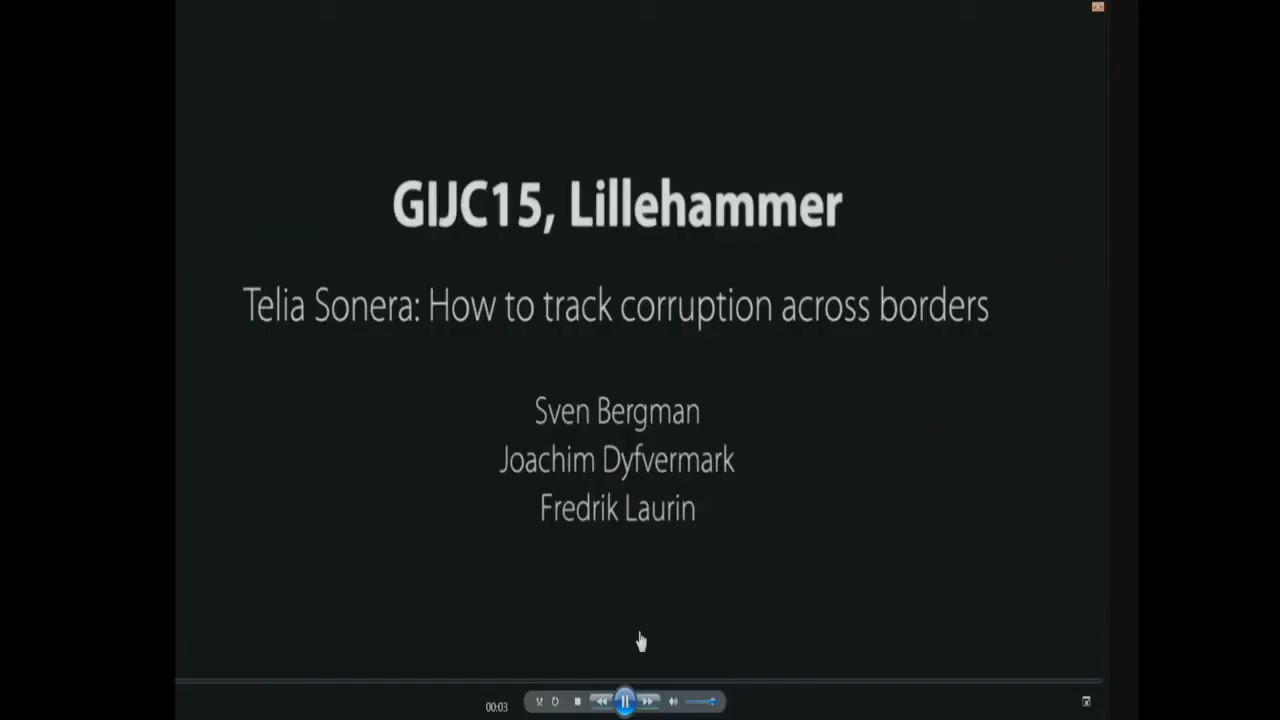 GIJC15, Lillehammer
Telia Sonera: How to track corruption across borders
Sven Bergman
Joachim Dyfvermark
Fredrik Laurin
00:03